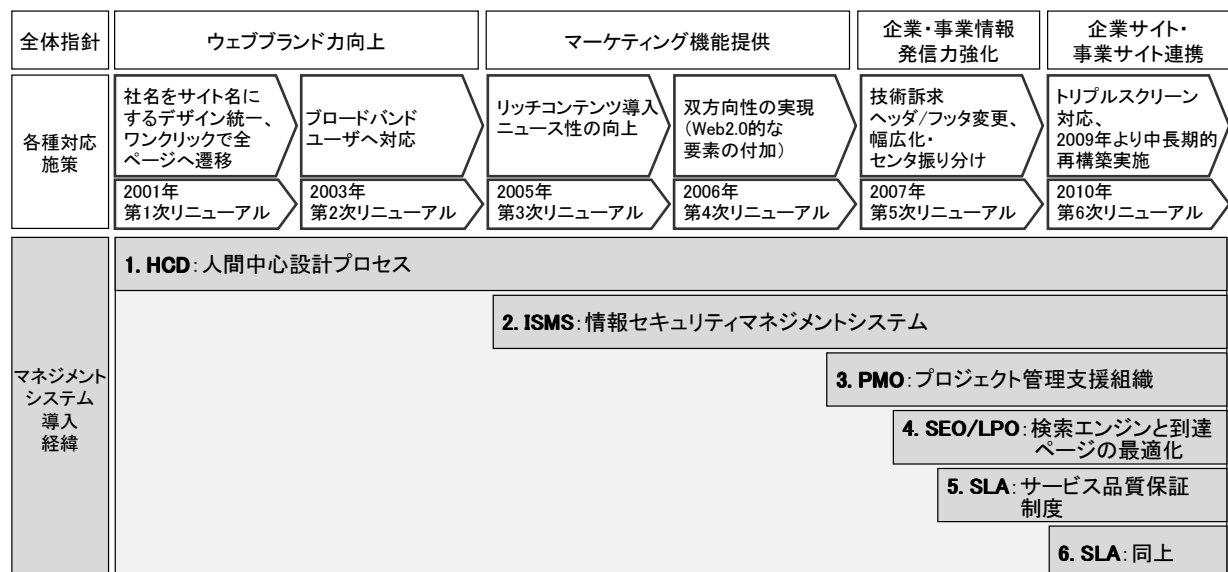 全体指針
ウェブブランド力向上
マーケティング機能提供
企業・事業情報
発信力強化
企業サイト・
事業サイト連携
各種対応
施策
社名をサイト名に
するデザイン統一、
ワンクリックで全
ページへ遷移
ブロードバンド
ユーザへ対応
リッチコンテンツ導入
ニュース性の向上
双方向性の実現
(Web2.0的な
要素の付加)
技術訴求
ヘッダ/フッタ変更、
幅広化・
センタ振り分け
トリプルスクリーン
対応、
2009年より中長期的
再構築実施
2001年
第1次リニューアル
2003年
第2次リニューアル
2005年
第3次リニューアル
2006年
第4次リニューアル
2007年
第5次リニューアル
2010年
第6次リニューアル
マネジメント
システム
導入
経緯
1. HCD：人間中心設計プロセス
2. ISMS：情報セキュリティマネジメントシステム
3. PMO：プロジェクト管理支援組織
4. SEO/LPO：検索エンジンと到達
ページの最適化
5. SLA：サービス品質保証
制度
6. SLA：同上